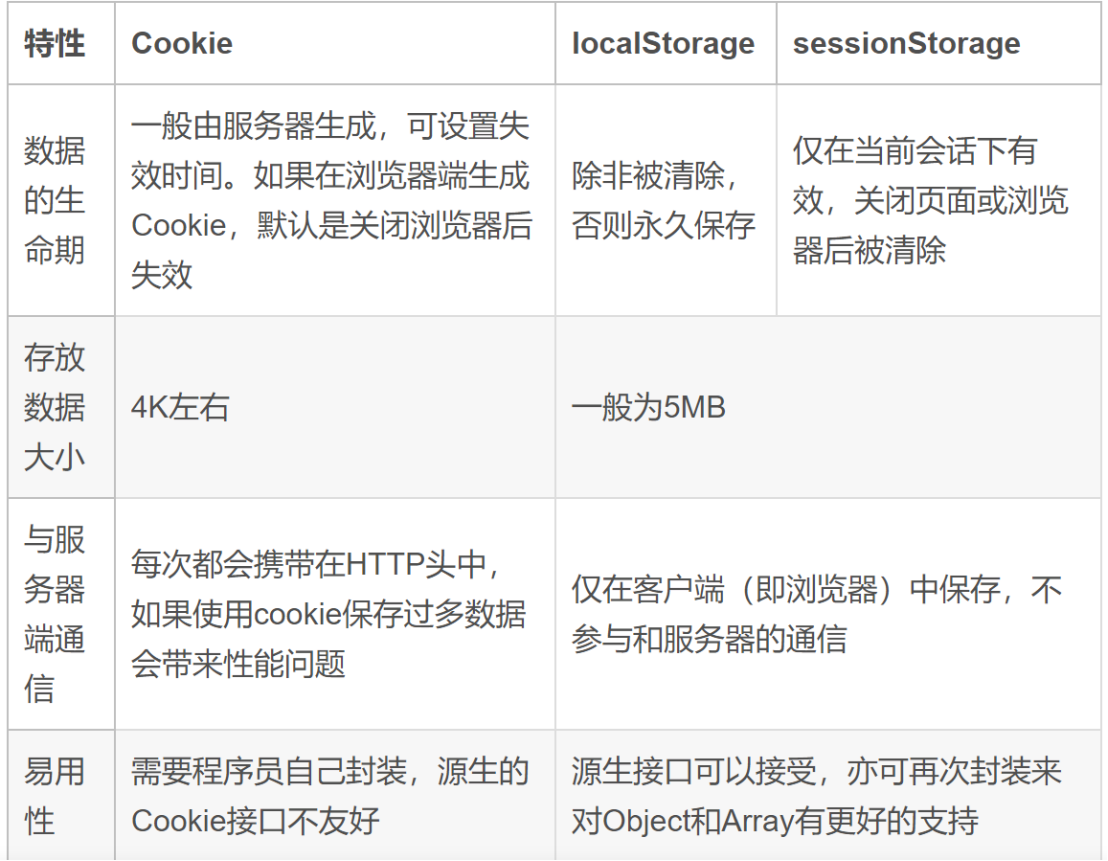 特性 Cookie localStorage sessionStorage
数据
的生
命期
一般由服务器生成，可设置失
效时间。如果在浏览器端生成
Cookie，默认是关闭浏览器后
失效
除非被清除，
否则永久保存
仅在当前会话下有
效，关闭页面或浏览
器后被清除
存放
数据
大小
4K左右
一般为5MB
与服
务器
端通
信
每次都会携带在HTTP头中，
如果使用cookie保存过多数据
会带来性能问题
仅在客户端（即浏览器）中保存，不
参与和服务器的通信
易用
性
需要程序员自己封装，源生的
Cookie接口不友好
源生接口可以接受，亦可再次封装来
对Object和Array有更好的支持